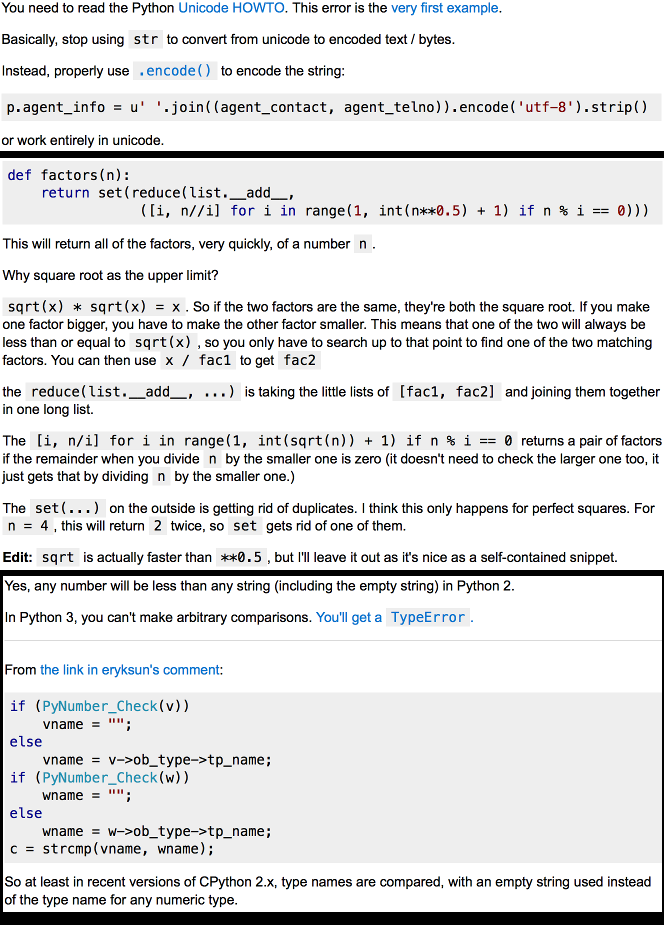 You need to read the Python Unicode HOWTO. This error is the very first example.
Basically, stop using str to convert from unicode to encoded text / bytes.
Instead, properly use .encode() to encode the string:
p.agent_info = u' '.join((agent_contact, agent_telno)).encode('utf-8').strip()
or work entirely in unicode.
def factors(n):
    return set(reduce(list.__add__,
                ([i, n//i] for i in range(1, int(n**0.5) + 1) if n % i == 0)))
This will return all of the factors, very quickly, of a number n.
Why square root as the upper limit?
sqrt(x) * sqrt(x) = x. So if the two factors are the same, they're both the square root. If you make
one factor bigger, you have to make the other factor smaller. This means that one of the two will always be
less than or equal to sqrt(x), so you only have to search up to that point to find one of the two matching
factors. You can then use x / fac1 to get fac2
the reduce(list.__add__, ...) is taking the little lists of [fac1, fac2] and joining them together
in one long list.
The [i, n/i] for i in range(1, int(sqrt(n)) + 1) if n % i == 0 returns a pair of factors
if the remainder when you divide n by the smaller one is zero (it doesn't need to check the larger one too, it
just gets that by dividing n by the smaller one.)
The set(...) on the outside is getting rid of duplicates. I think this only happens for perfect squares. For
n = 4, this will return 2 twice, so set gets rid of one of them.
Edit: sqrt is actually faster than **0.5, but I'll leave it out as it's nice as a self-contained snippet.
Yes, any number will be less than any string (including the empty string) in Python 2.
In Python 3, you can't make arbitrary comparisons. You'll get a TypeError.
From the link in eryksun's comment:
if (PyNumber_Check(v))
    vname = "";
else
    vname = v->ob_type->tp_name;
if (PyNumber_Check(w))
    wname = "";
else
    wname = w->ob_type->tp_name;
c = strcmp(vname, wname);
So at least in recent versions of CPython 2.x, type names are compared, with an empty string used instead
of the type name for any numeric type.